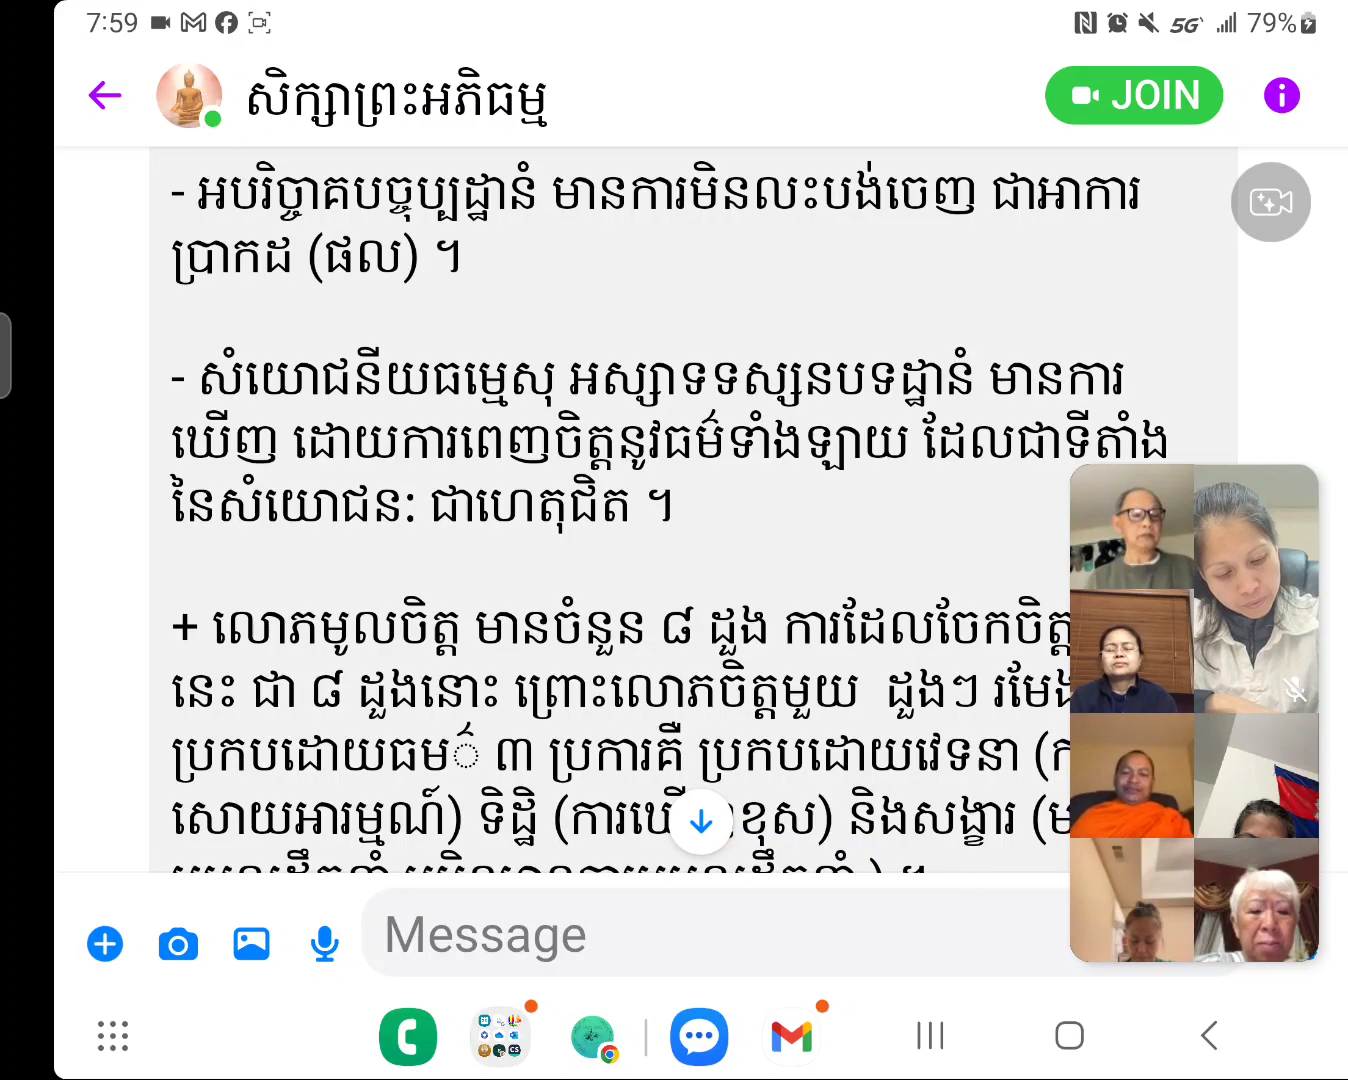 7:59
5G 79%
សិក្សាព្រះអភិធម្ម
JOIN
- អបរិច្ចាគបច្ចុប្បដ្ឋានំ មានការមិនលះបង់ចេញ ជាអាការ
ប្រាកដ (ផល) ។
- សំយោជនីយធម្មេសុ អស្សាទទស្សនបទដ្ឋានំ មានការ
ឃើញ ដោយការពេញចិត្តនូវធម៌ទាំងឡាយ ដែលជាទីតាំង
នៃសំយោជនៈ ជាហេតុជិត ។
+ លោភមូលចិត្ត មានចំនួន ៨ ដួង ការដែលចែកចិត្ត
នេះ ជា ៨ ដួងនោះ ព្រោះលោភចិត្តមួយ ដួងៗ រមែង
ប្រកបដោយធម ៌ ៣ ប្រការគឺ ប្រកបដោយវេទនា
សោយអារម្មណ៍) ទិដ្ឋិ (ការឃើញខុស) និងសង្ខារ
Message